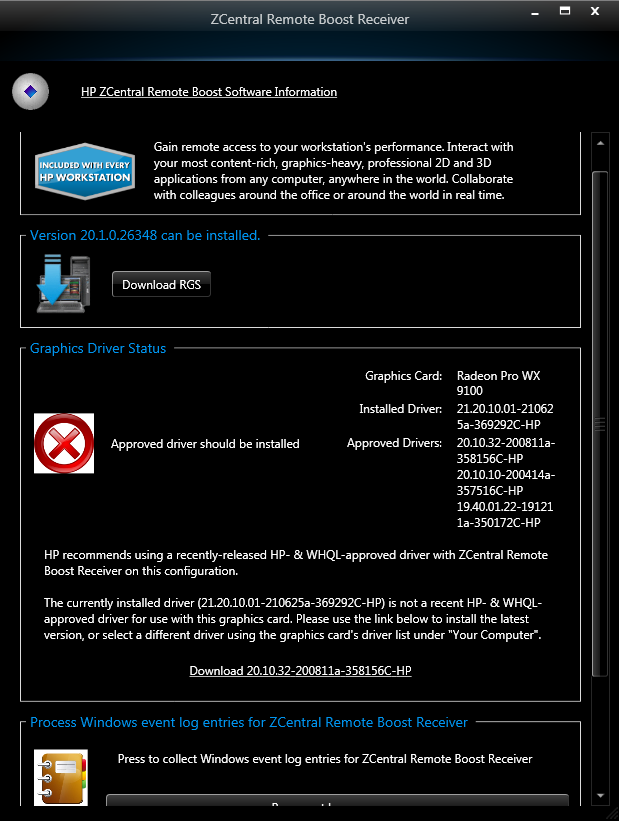 ZCentral Remote Boost Receiver
HP ZCentral Remote Boost Software Information
INCLUDED WITH EVERY
HP WORKSTATION
Gain remote access to your workstation's performance. Interact with
your most content-rich, graphics-heavy, professional 2D and 3D
applications from any computer, anywhere in the world. Collaborate
with colleagues around the office or around the world in real time.
Version 20.1.0.26348 can be installed.
Download RGS
Graphics Driver Status
Graphics Card: Radeon Pro WX
9100
Installed Driver: 21.20.10.01-21062
5a-369292C-HP
Approved driver should be installed
Approved Drivers: 20.10.32-200811a-
358156C-HP
20.10.10-200414a-
357516C-HP
19.40.01.22-19121
1a-350172C-HP
HP recommends using a recently-released HP- & WHQL-approved driver with ZCentral Remote
Boost Receiver on this configuration.
The currently installed driver (21.20.10.01-210625a-369292C-HP) is not a recent HP- & WHQL-
approved driver for use with this graphics card. Please use the link below to install the latest
version, or select a different driver using the graphics card's driver list under "Your Computer".
Download 20.10.32-200811a-358156C-HP
Process Windows event log entries for ZCentral Remote Boost Receiver
Press to collect Windows event log entries for ZCentral Remote Boost Receiver